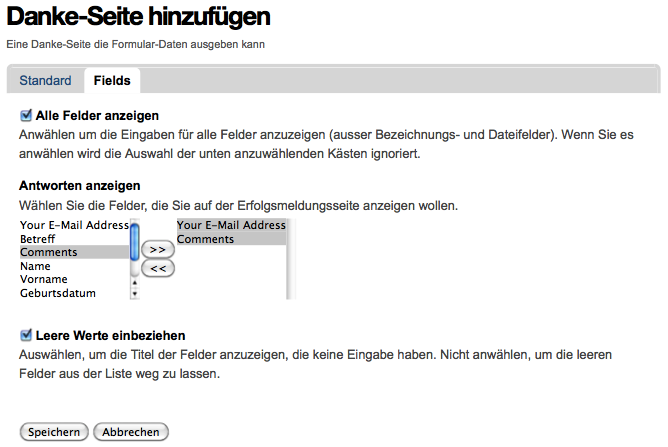 Danke-Seite hinzufügen
Eine Danke-Seite die Formular-Daten ausgeben kann
Standard Fields
Alle Felder anzeigen
Anwählen um die Eingaben für alle Felder anzuzeigen (ausser Bezeichnungs- und Dateifelder). Wenn Sie es
anwählen wird die Auswahl der unten anzuwählenden Kästen ignoriert.
Antworten anzeigen
Wählen Sie die Felder, die Sie auf der Erfolgsmeldungsseite anzeigen wollen.
Your E-Mail Address
Betreff
Comments
Name
Vorname
Geburtsdatum
>>
<<
Your E-Mail Address
Comments
Leere Werte einbeziehen
Auswählen, um die Titel der Felder anzuzeigen, die keine Eingabe haben. Nicht anwählen, um die leeren
Felder aus der Liste weg zu lassen.
Speichern Abbrechen